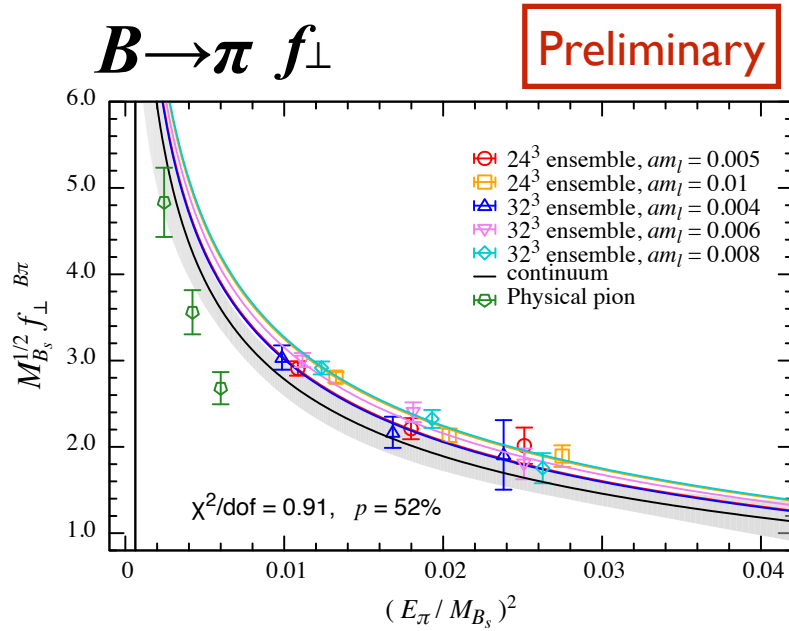 B→π f⊥
Preliminary
6.0
5.0
4.0
3.0
2.0
1.0
M_{B_s}^{1/2} f_⊥^{Bπ}
24³ ensemble, am_l = 0.005
24³ ensemble, am_l = 0.01
32³ ensemble, am_l = 0.004
32³ ensemble, am_l = 0.006
32³ ensemble, am_l = 0.008
continuum
Physical pion
χ²/dof = 0.91, p = 52%
0 0.01 0.02 0.03 0.04
(E_π / M_{B_s})²